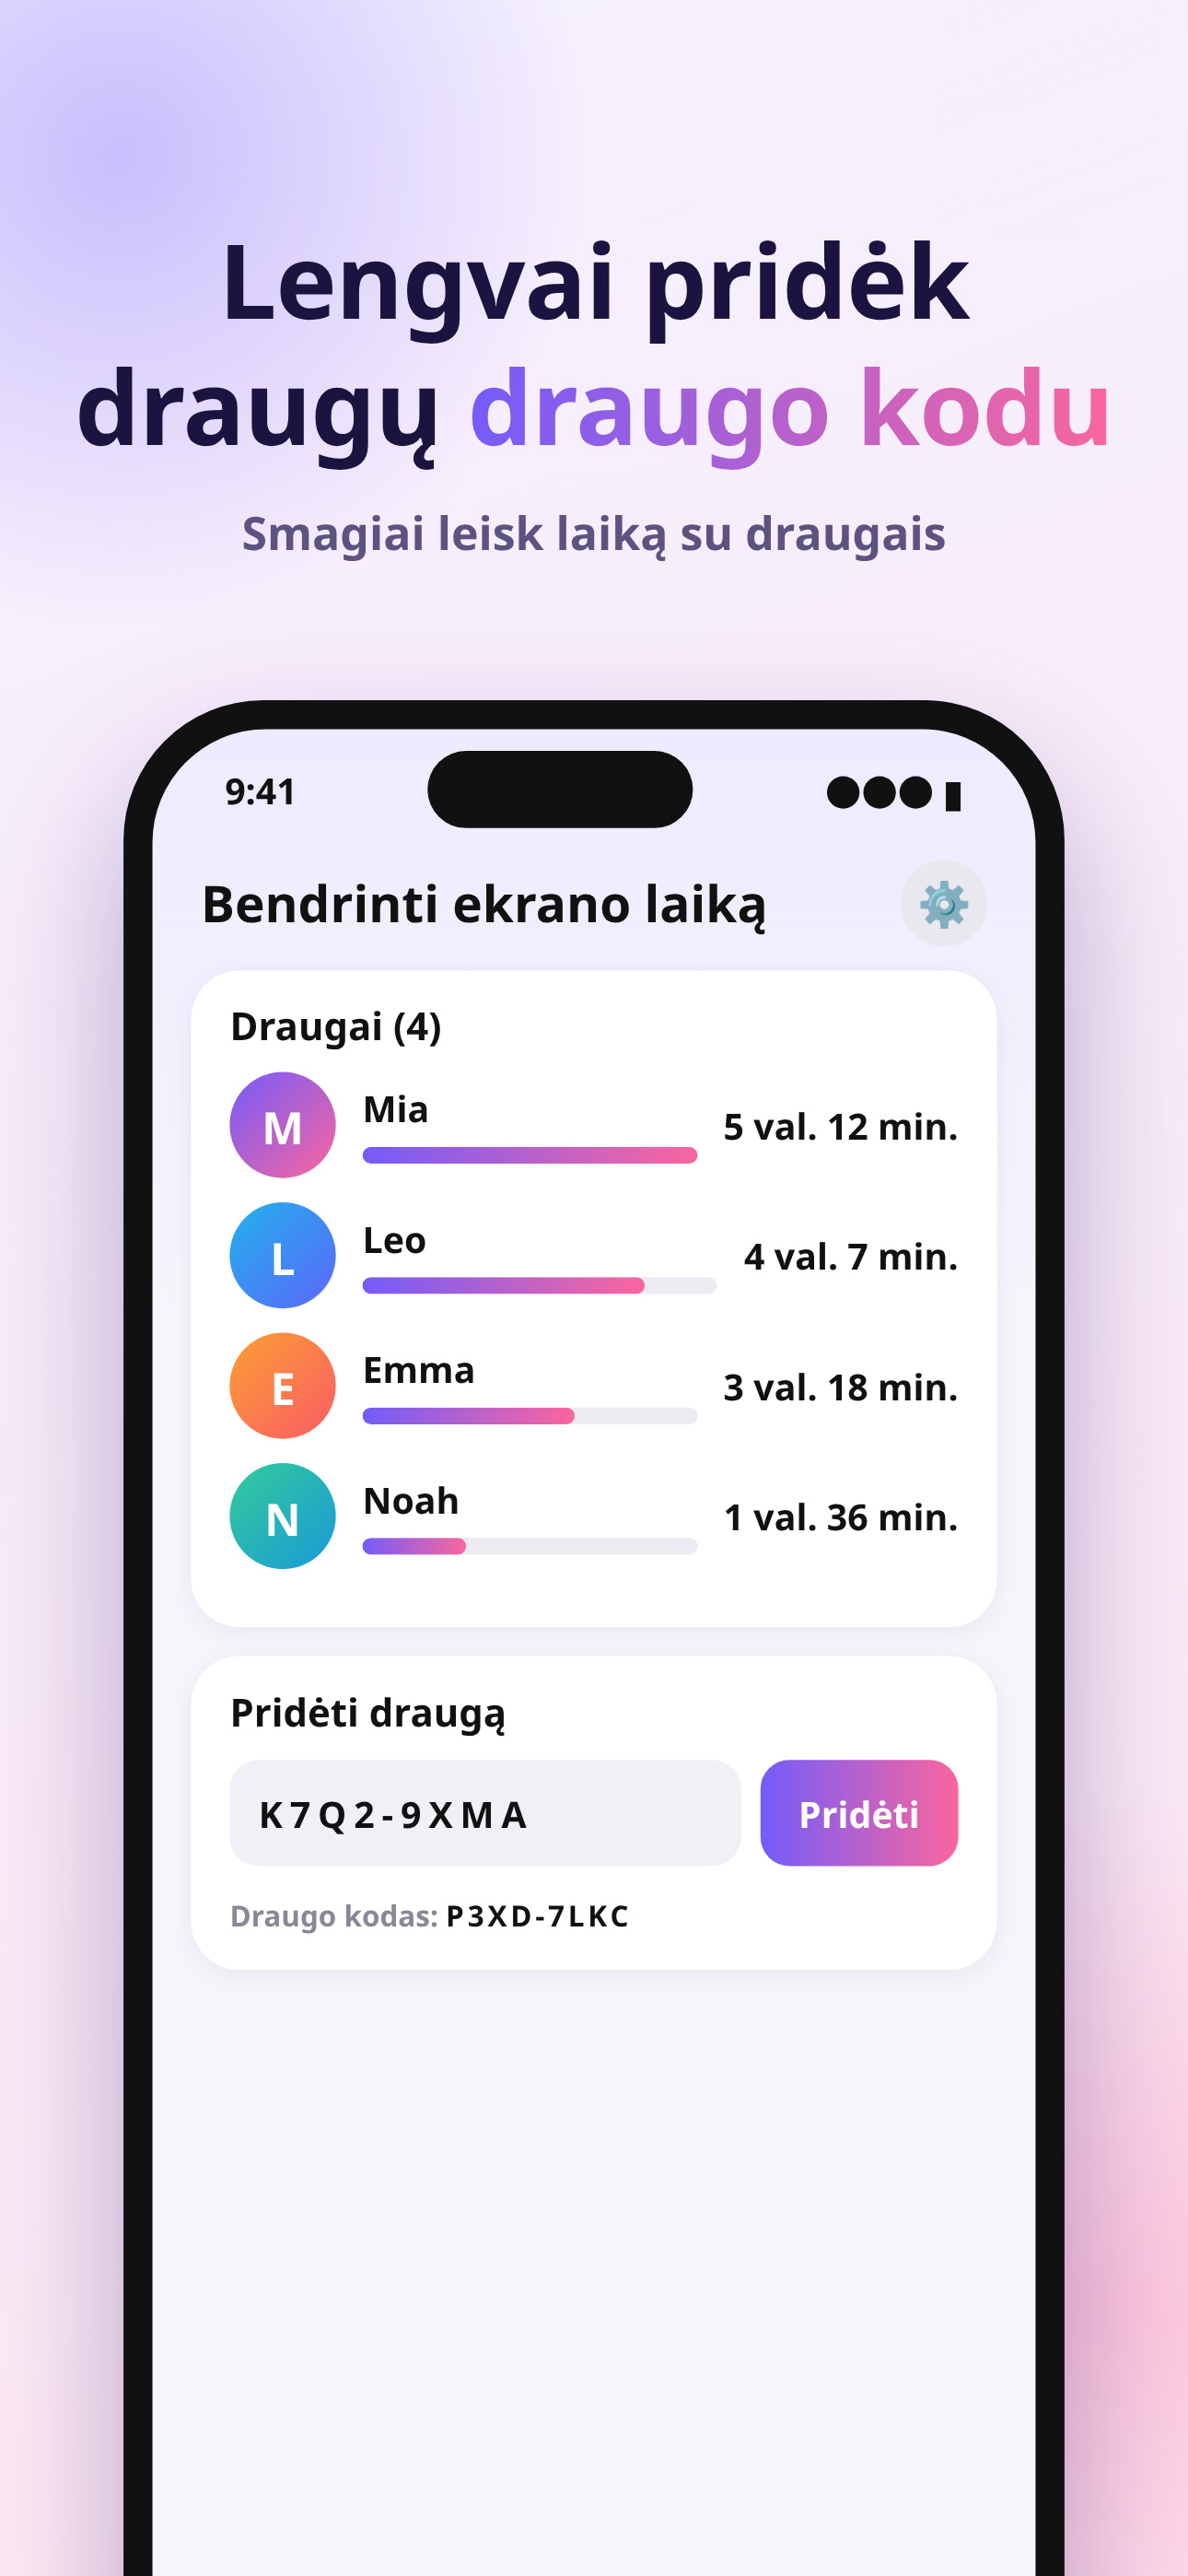 Lengvai pridėk
draugų draugo kodu
Smagiai leisk laiką su draugais
9:41
Bendrinti ekrano laiką
Draugai (4)
M
Mia
5 val. 12 min.
L
Leo
4 val. 7 min.
E
Emma
3 val. 18 min.
N
Noah
1 val. 36 min.
Pridėti draugą
K7Q2-9XMA
Pridėti
Draugo kodas: P3XD-7LKC